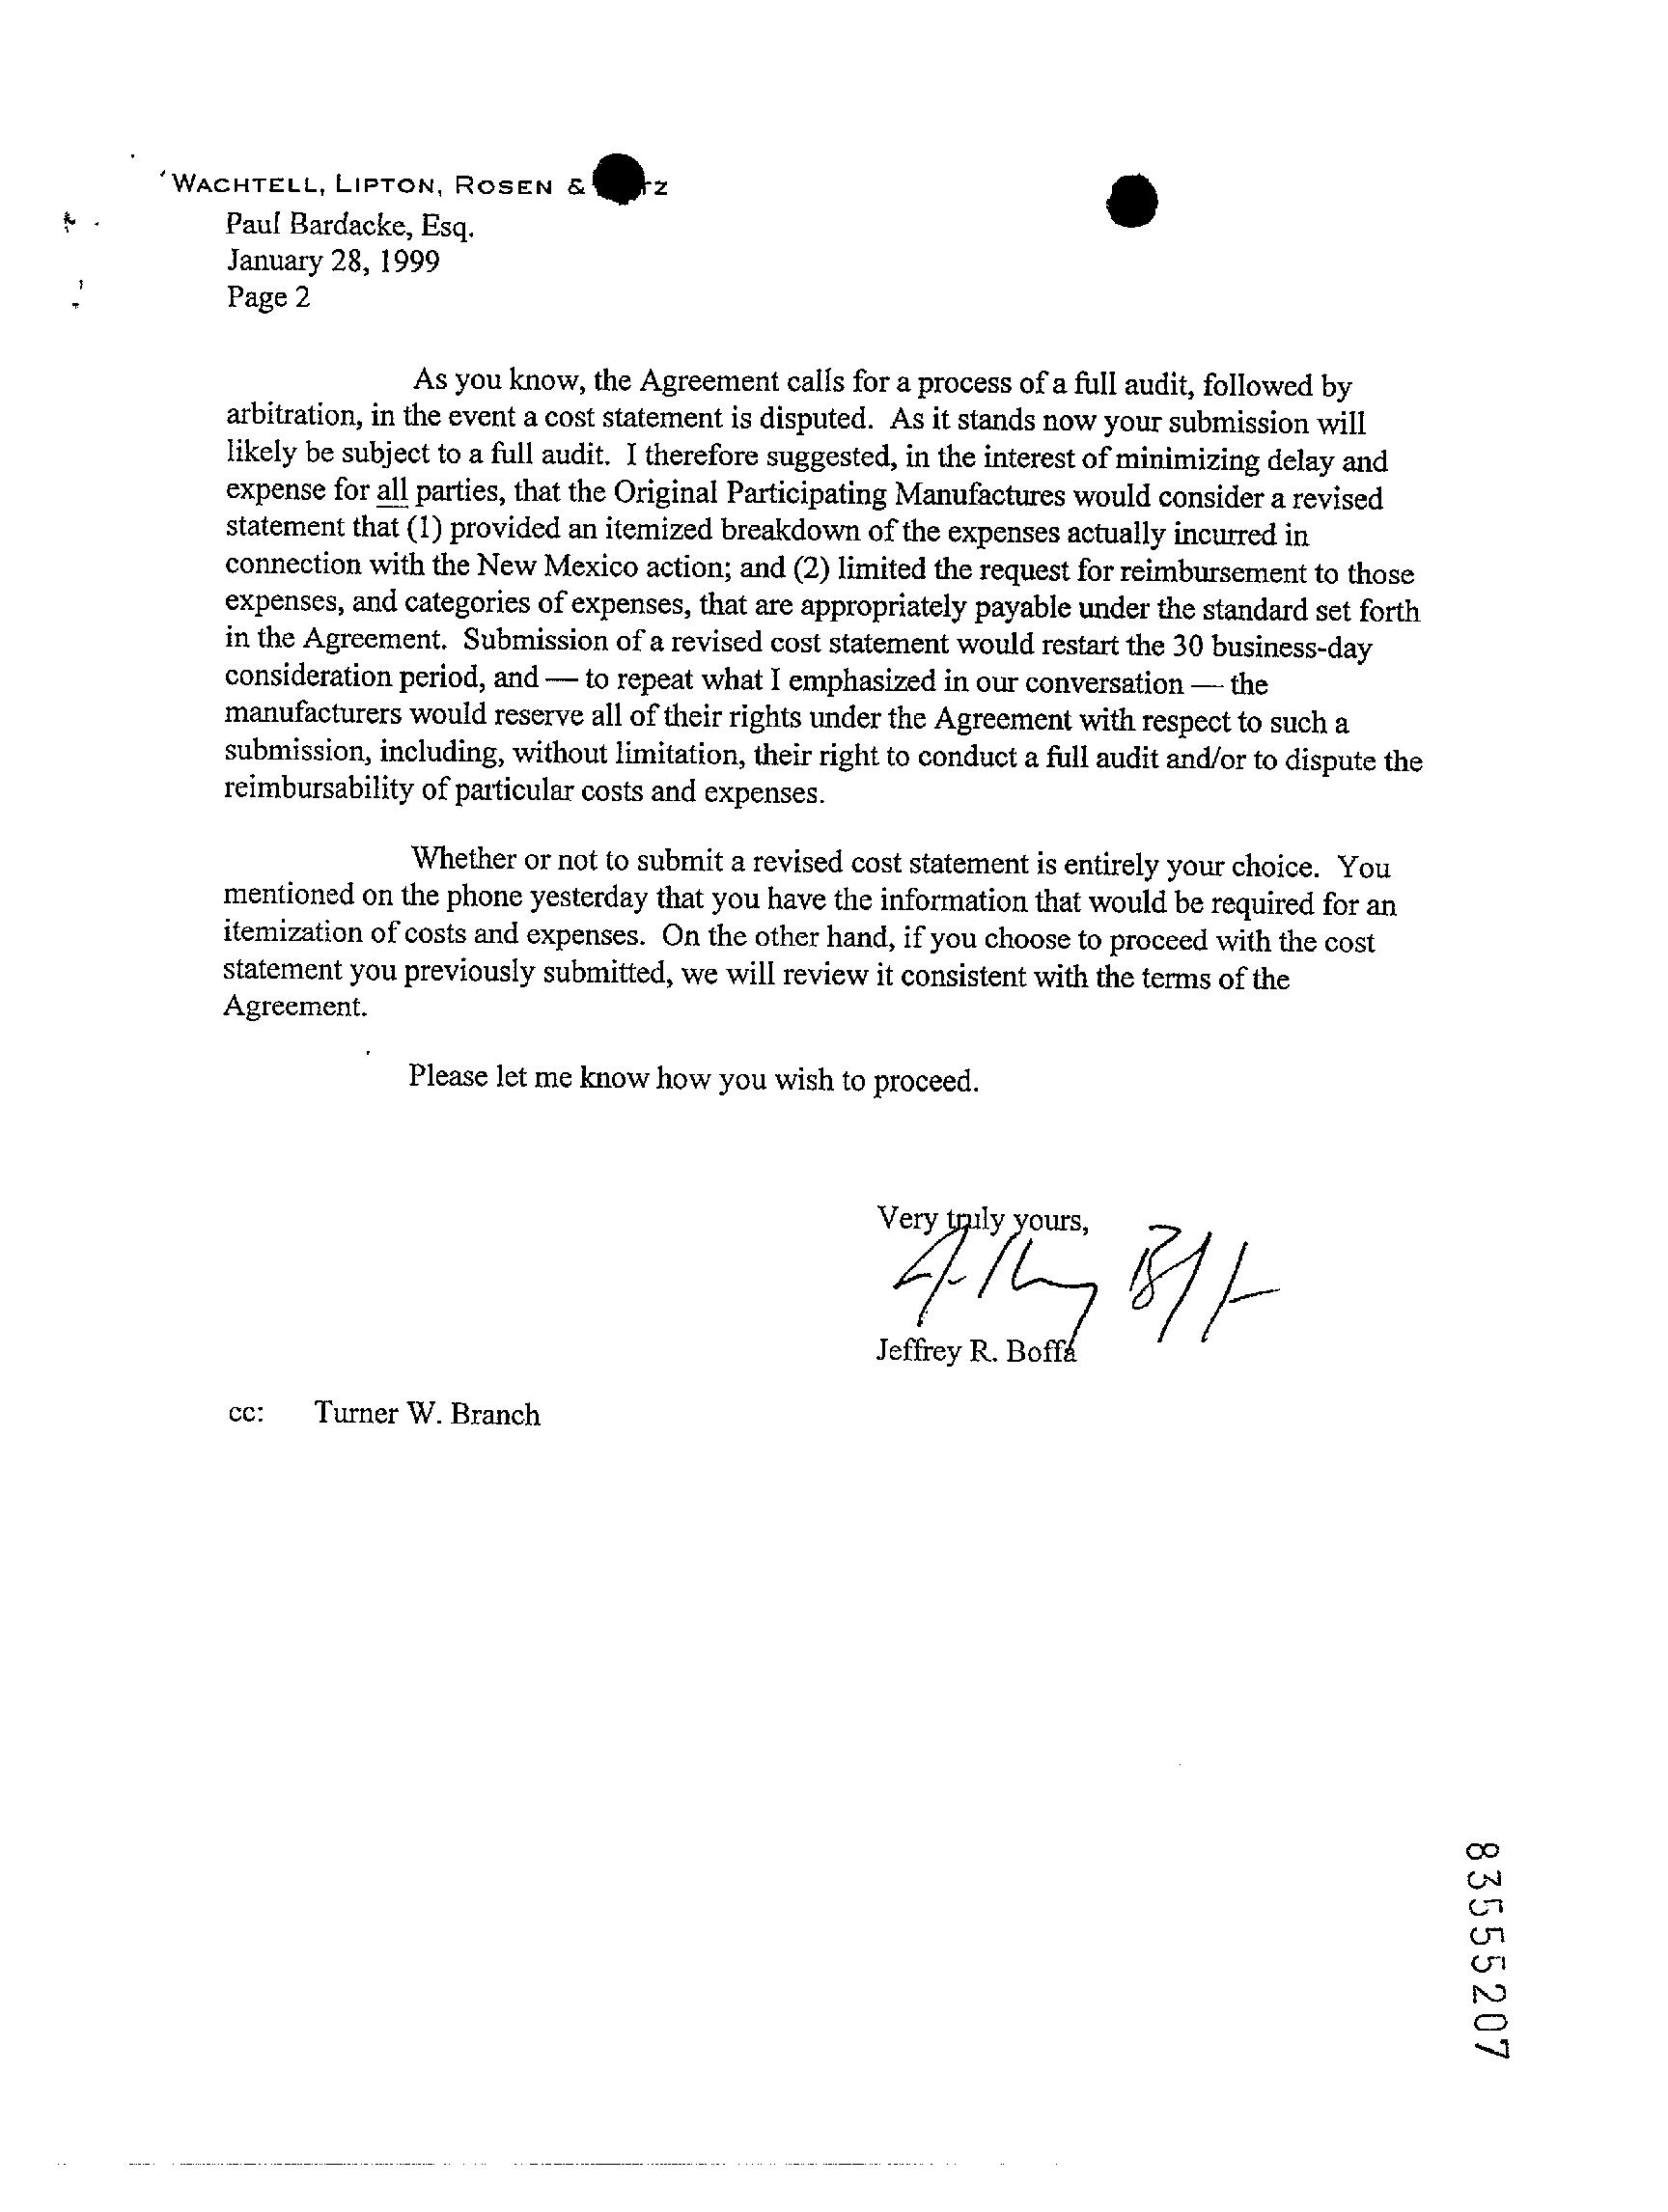 WACHTELL, LIPTON, ROSEN &
Paul Bardacke, Esq.
January 28, 1999
Page 2
As you know, the Agreement calls for a process of a full audit, followed by
arbitration, in the event a cost statement is disputed. As it stands now your submission will
likely be subject to a full audit. I therefore suggested, in the interest of minimizing delay and
expense for all parties, that the Original Participating Manufactures would consider a revised
statement that (1) provided an itemized breakdown of the expenses actually incurred in
connection with the New Mexico action; and (2) limited the request for reimbursement to those
expenses, and categories of expenses, that are appropriately payable under the standard set forth
in the Agreement. Submission of a revised cost statement would restart the 30 business-day
consideration period, and — to repeat what I emphasized in our conversation — the
manufacturers would reserve all of their rights under the Agreement with respect to such a
submission, including, without limitation, their right to conduct a full audit and/or to dispute the
reimbursability of particular costs and expenses.
Whether or not to submit a revised cost statement is entirely your choice. You
mentioned on the phone yesterday that you have the information that would be required for an
itemization of costs and expenses. On the other hand, if you choose to proceed with the cost
statement you previously submitted, we will review it consistent with the terms of the
Agreement.
Please let me know how you wish to proceed.
Very truly yours,
Jeffrey R. Boffa
cc: Turner W. Branch
83555207